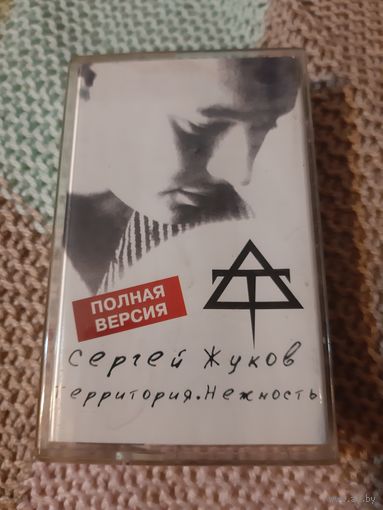 ПОЛНАЯ
ВЕРСИЯ
Сергей Жуков
Территория.Нежность